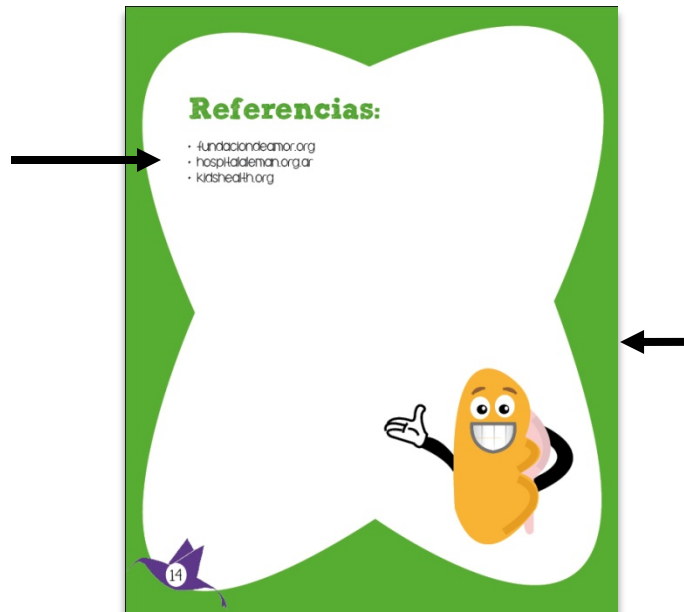 Referencias:
• fundaciondeamor.org
• hospitalaleman.org.ar
• kidshealth.org
14